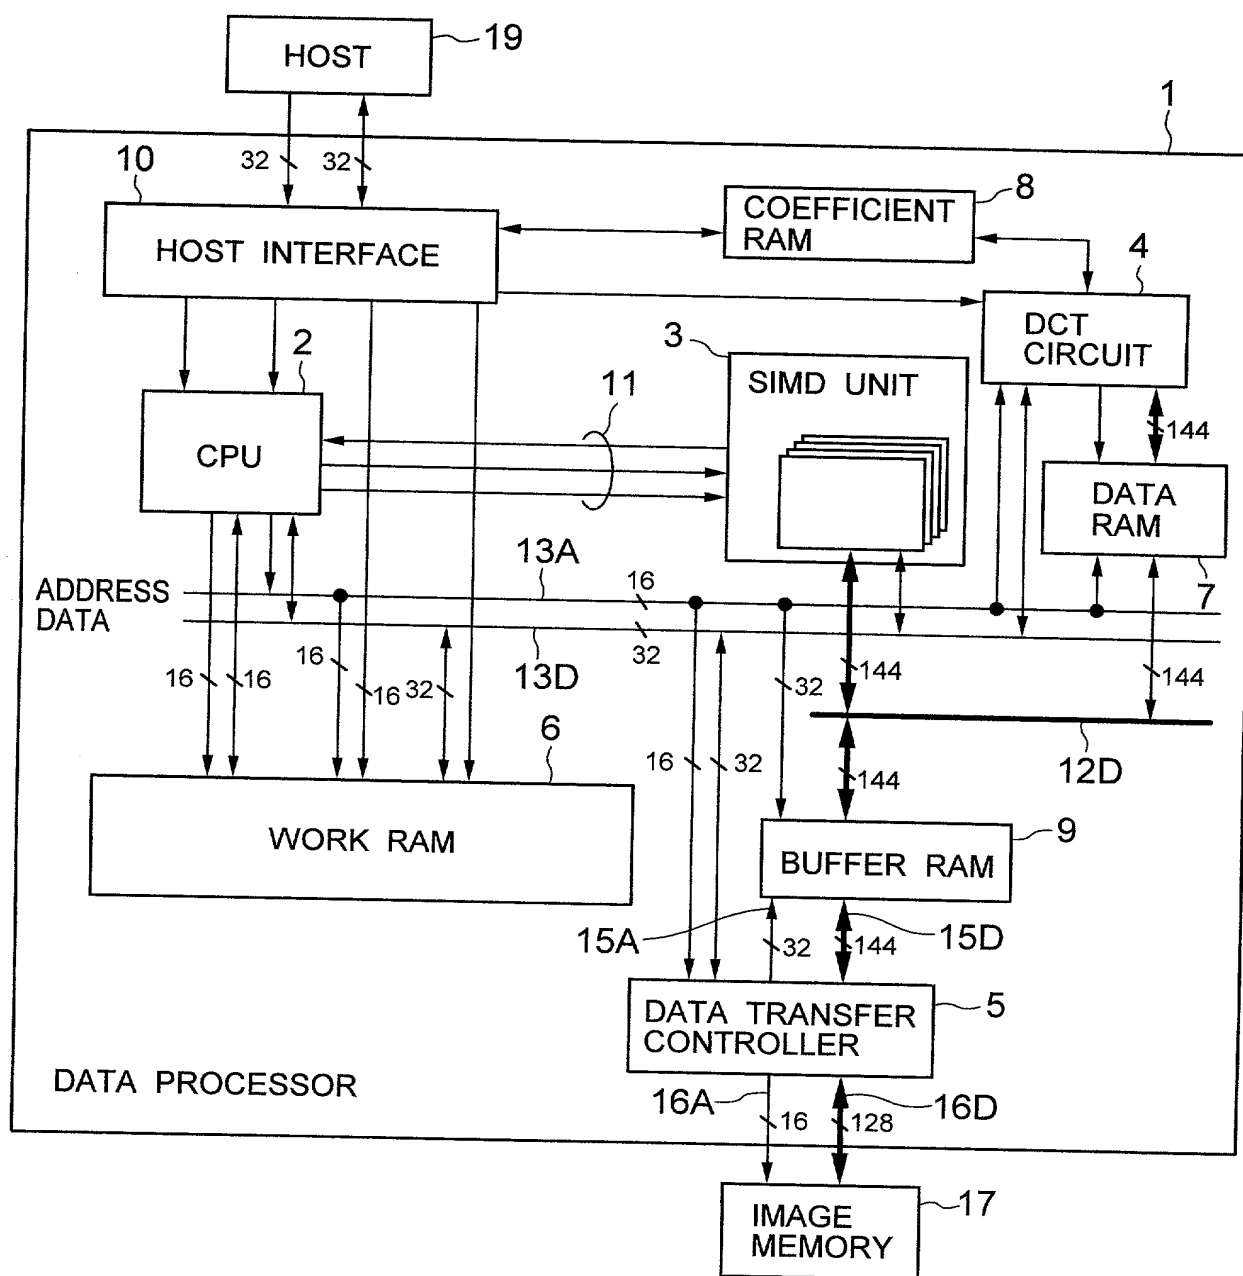 HOST
19
1
32
32
10
HOST INTERFACE
COEFFICIENT
RAM
8
4
DCT
CIRCUIT
3
SIMD UNIT
2
CPU
11
144
DATA
RAM
7
13A
16
ADDRESS
DATA
32
13D
16
16
16
16
32
144
32
144
12D
6
16
32
144
WORK RAM
9
BUFFER RAM
15A
32
144
15D
DATA TRANSFER
CONTROLLER
5
DATA PROCESSOR
16A
16
128
16D
IMAGE
MEMORY
17